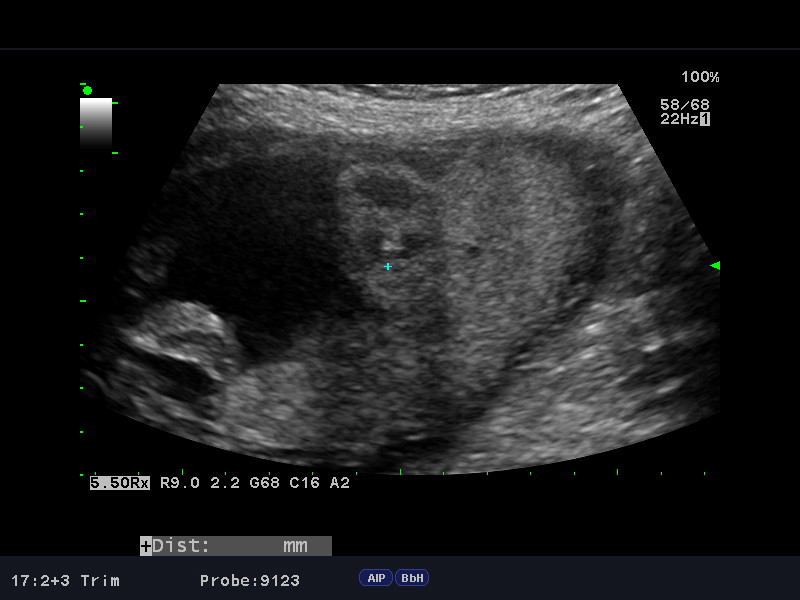 100%
58/68
22Hz1
5.50Rx R9.0 2.2 G68 C16 A2
+Dist: mm
17:2+3 Trim Probe:9123 AIP BbH